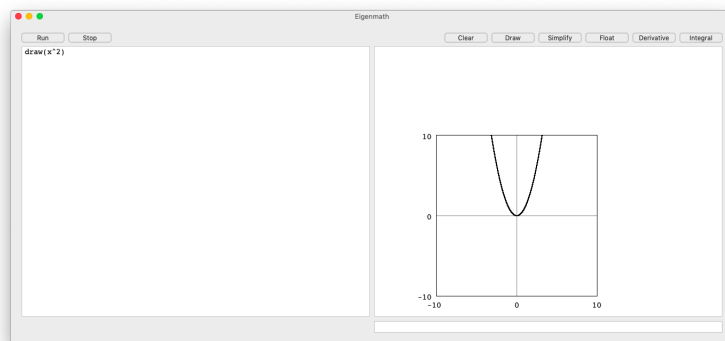 Eigenmath
Run Stop Clear Draw Simplify Float Derivative Integral
draw(x^2)
10
0
-10
-10 0 10